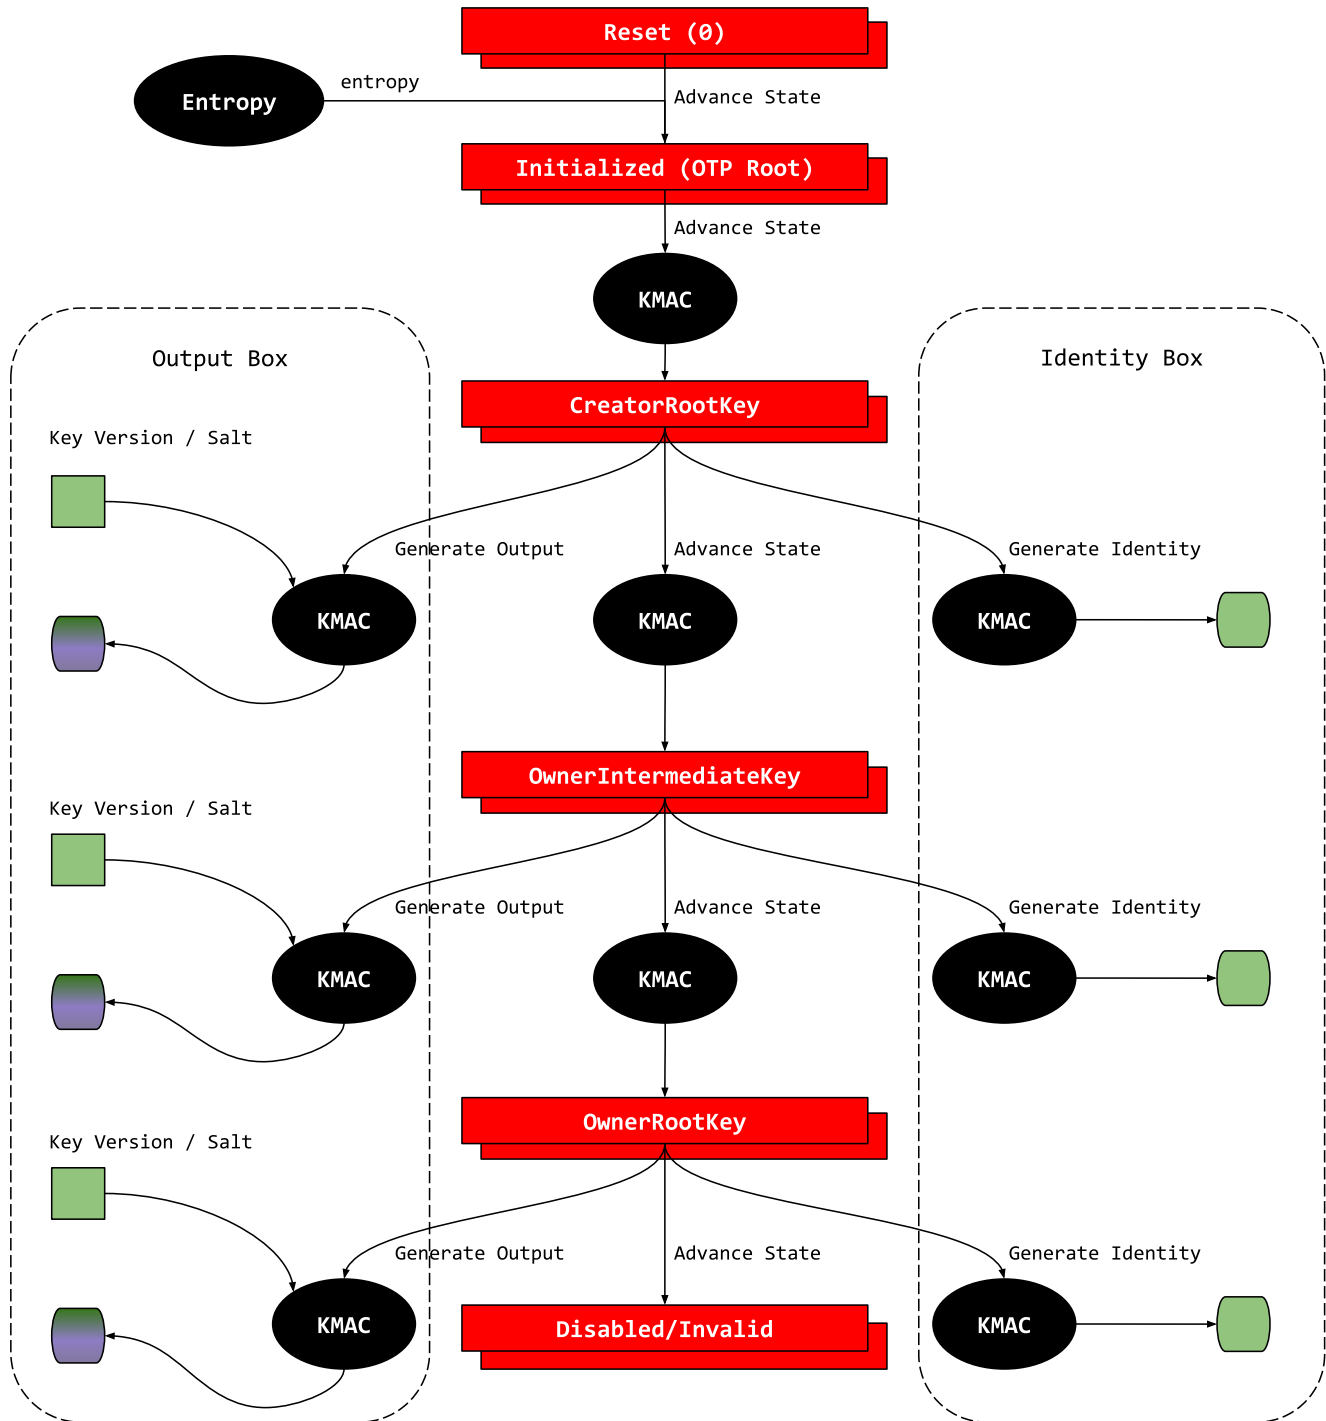 Reset (0)
entropy
Entropy
Advance State
Initialized (OTP Root)
Advance State
KMAC
Output Box
Identity Box
CreatorRootKey
Key Version / Salt
Generate Output
Advance State
Generate Identity
KMAC
KMAC
KMAC
OwnerIntermediateKey
Key Version / Salt
Generate Output
Advance State
Generate Identity
KMAC
KMAC
KMAC
OwnerRootKey
Key Version / Salt
Generate Output
Advance State
Generate Identity
KMAC
Disabled/Invalid
KMAC